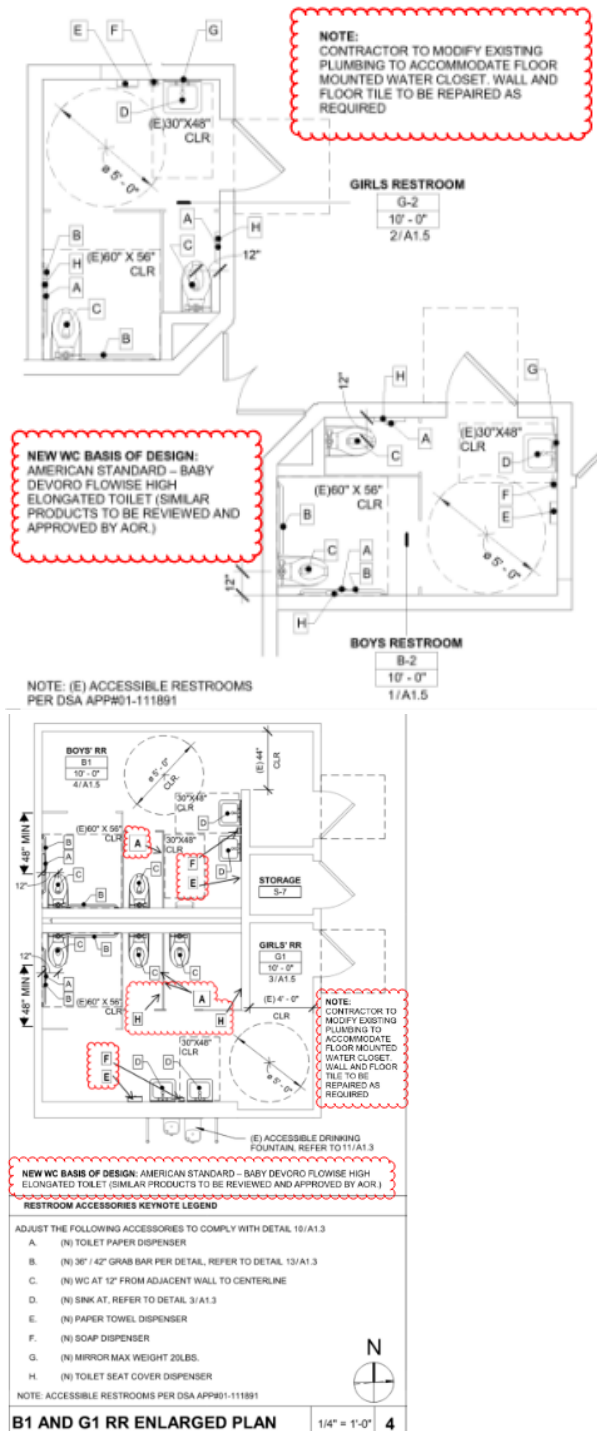 E
F
G
NOTE:
CONTRACTOR TO MODIFY EXISTING
PLUMBING TO ACCOMMODATE FLOOR
MOUNTED WATER CLOSET. WALL AND
FLOOR TILE TO BE REPAIRED AS
REQUIRED
D
(E)30"X48"
CLR
ø 5' - 0"
GIRLS RESTROOM
G-2
10' - 0"
2/A1.5
A
H
C
12"
B
H
A
(E)60" X 56"
CLR
C
B
H
G
12"
A
(E)30"X48"
CLR
C
D
NEW WC BASIS OF DESIGN:
AMERICAN STANDARD – BABY
DEVORO FLOWISE HIGH
ELONGATED TOILET (SIMILAR
PRODUCTS TO BE REVIEWED AND
APPROVED BY AOR.)
(E)60" X 56"
CLR
B
F
E
C
A
B
ø 5' - 0"
12"
H
BOYS RESTROOM
B-2
10' - 0"
1/A1.5
NOTE: (E) ACCESSIBLE RESTROOMS
PER DSA APP#01-111891
BOYS' RR
B1
10' - 0"
4/A1.5
ø 5' - 0"
CLR
(E) 44"
CLR
30"X48"
CLR
D
48" MIN
(E)60" X 56"
CLR
A
30"X48"
CLR
B
A
C
F
E
C
D
12"
B
STORAGE
S-7
12"
C
B
C
C
GIRLS' RR
G1
10' - 0"
3/A1.5
48" MIN
A
B
(E)60" X 56"
CLR
A
H
H
(E) 4' - 0"
CLR
NOTE:
CONTRACTOR TO
MODIFY EXISTING
PLUMBING TO
ACCOMMODATE
FLOOR MOUNTED
WATER CLOSET.
WALL AND FLOOR
TILE TO BE
REPAIRED AS
REQUIRED
30"X48"
CLR
F
E
D
D
ø 5' - 0"
(E) ACCESSIBLE DRINKING
FOUNTAIN, REFER TO 11/A1.3
NEW WC BASIS OF DESIGN: AMERICAN STANDARD – BABY DEVORO FLOWISE HIGH
ELONGATED TOILET (SIMILAR PRODUCTS TO BE REVIEWED AND APPROVED BY AOR.)
RESTROOM ACCESSORIES KEYNOTE LEGEND
ADJUST THE FOLLOWING ACCESSORIES TO COMPLY WITH DETAIL 10/A1.3
A. (N) TOILET PAPER DISPENSER
B. (N) 36" / 42" GRAB BAR PER DETAIL, REFER TO DETAIL 13/A1.3
C. (N) WC AT 12" FROM ADJACENT WALL TO CENTERLINE
D. (N) SINK AT, REFER TO DETAIL 3/A1.3
E. (N) PAPER TOWEL DISPENSER
F. (N) SOAP DISPENSER
G. (N) MIRROR MAX WEIGHT 20LBS.
H. (N) TOILET SEAT COVER DISPENSER
N
NOTE: ACCESSIBLE RESTROOMS PER DSA APP#01-111891
B1 AND G1 RR ENLARGED PLAN 1/4" = 1'-0" 4